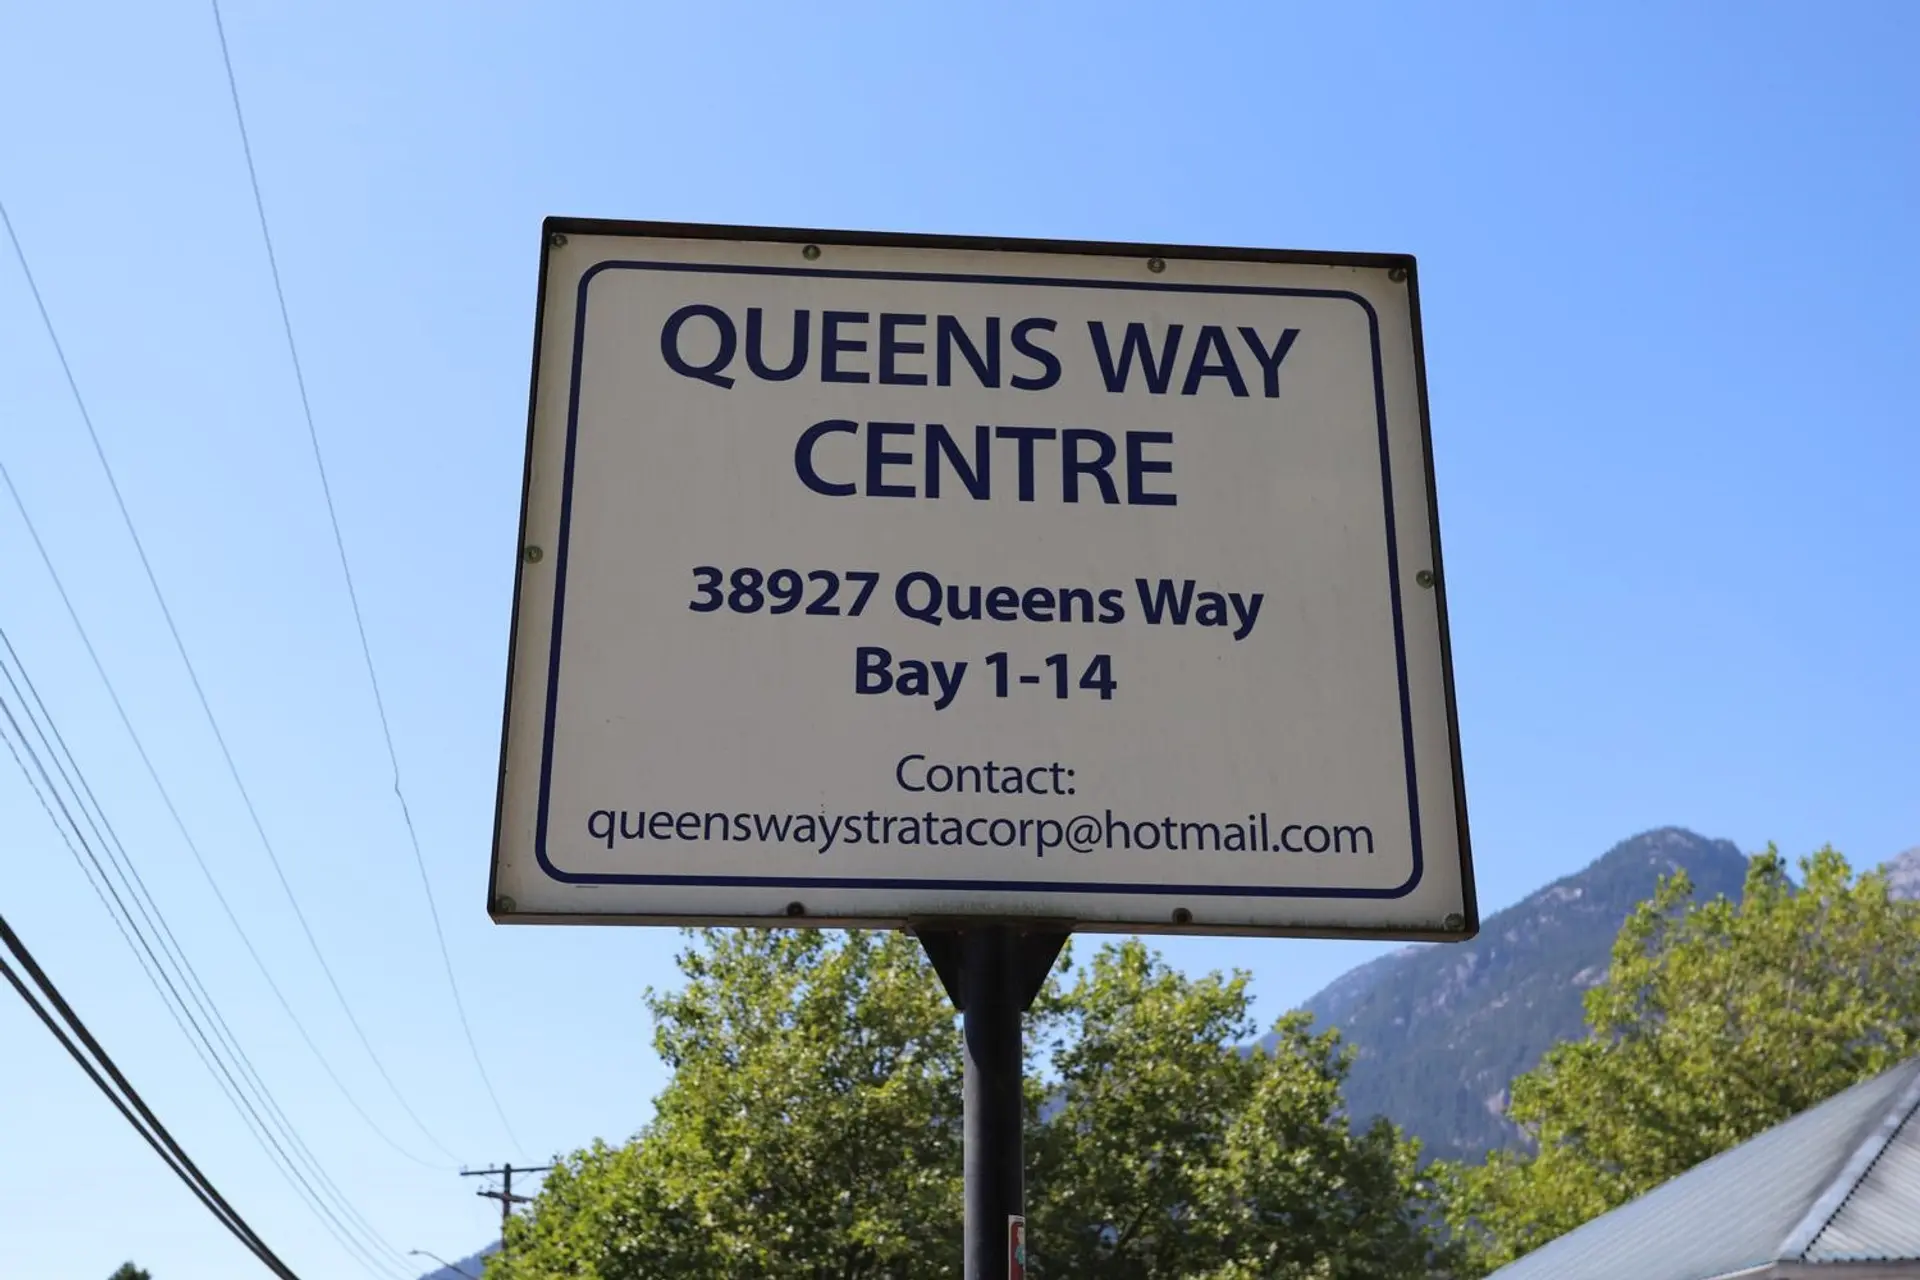 QUEENS WAY
CENTRE
38927 Queens Way
Bay 1-14
Contact:
queenswaystratacorp@hotmail.com